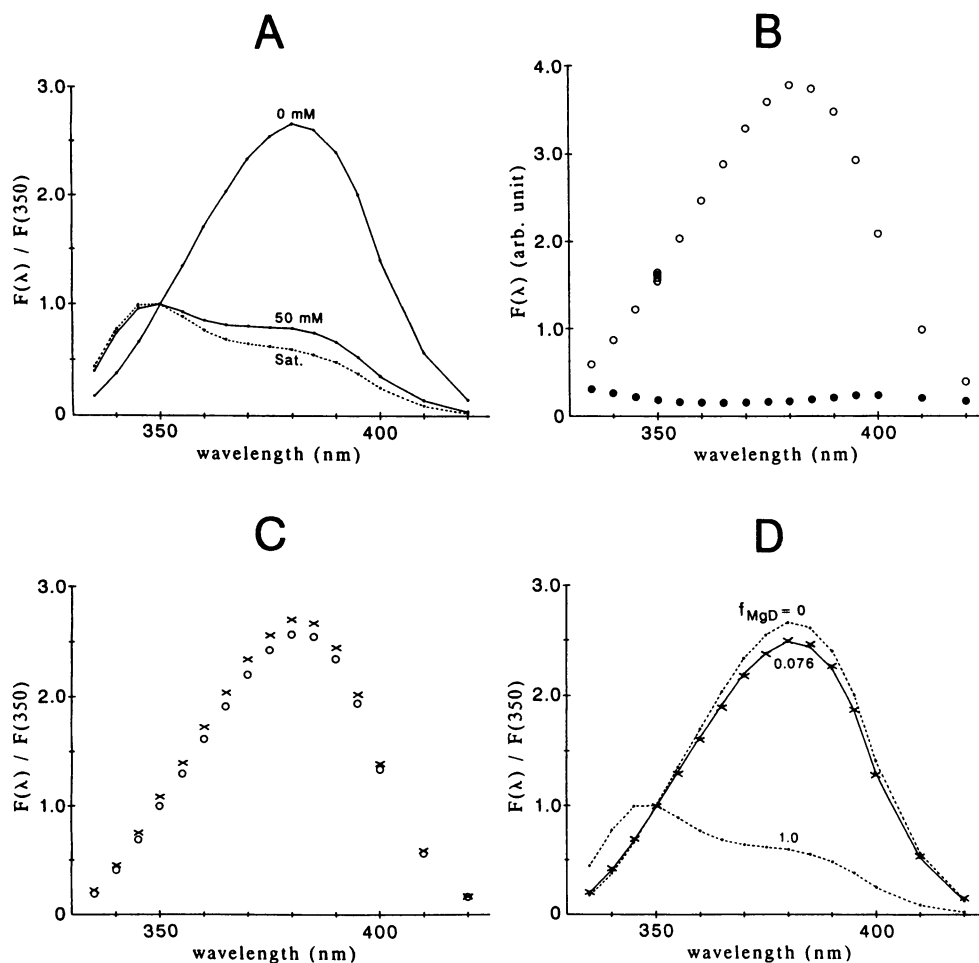 A
3.0
2.0
1.0
0
F(λ) / F(350)
0 mM
50 mM
Sat.
350
400
wavelength (nm)
B
4.0
3.0
2.0
1.0
0
F(λ) (arb. unit)
350
400
wavelength (nm)
C
3.0
2.0
1.0
0
F(λ) / F(350)
350
400
wavelength (nm)
D
3.0
2.0
1.0
0
F(λ) / F(350)
fMgD = 0
0.076
1.0
350
400
wavelength (nm)